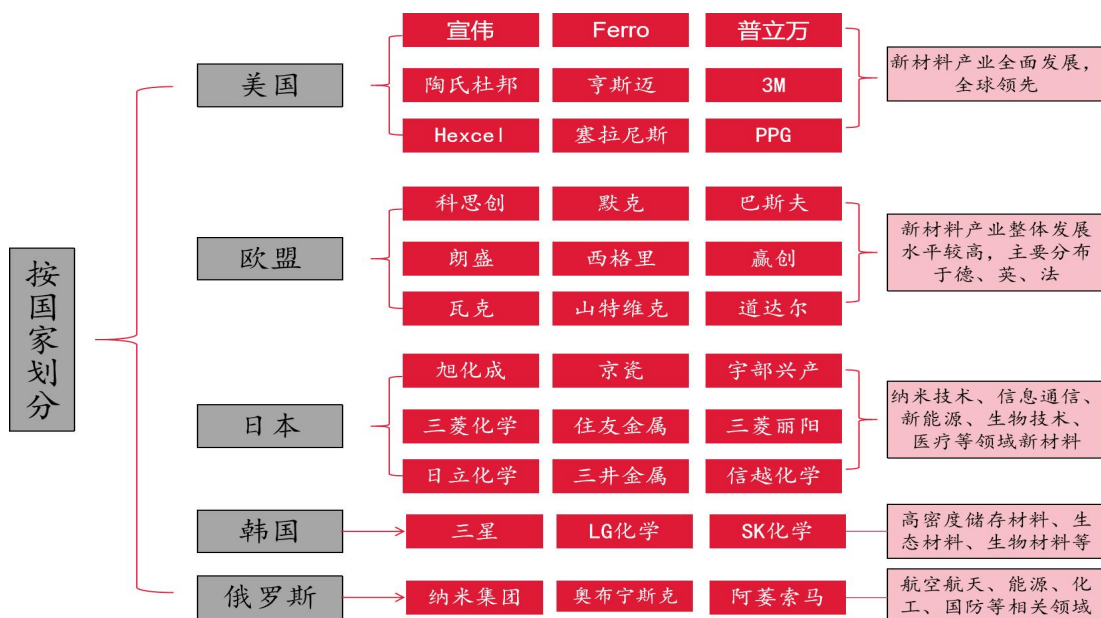 按国家划分
美国
宣伟 Ferro 普立万
陶氏杜邦 亨斯迈 3M
Hexcel 塞拉尼斯 PPG
新材料产业全面发展,
全球领先
欧盟
科思创 默克 巴斯夫
朗盛 西格里 赢创
瓦克 山特维克 道达尔
新材料产业整体发展
水平较高,主要分布
于德、英、法
日本
旭化成 京瓷 宇部兴产
三菱化学 住友金属 三菱丽阳
日立化学 三井金属 信越化学
纳米技术、信息通信、
新能源、生物技术、
医疗等领域新材料
韩国
三星 LG化学 SK化学
高密度储存材料、生
态材料、生物材料等
俄罗斯
纳米集团 奥布宁斯克 阿萎索马
航空航天、能源、化
工、国防等相关领域